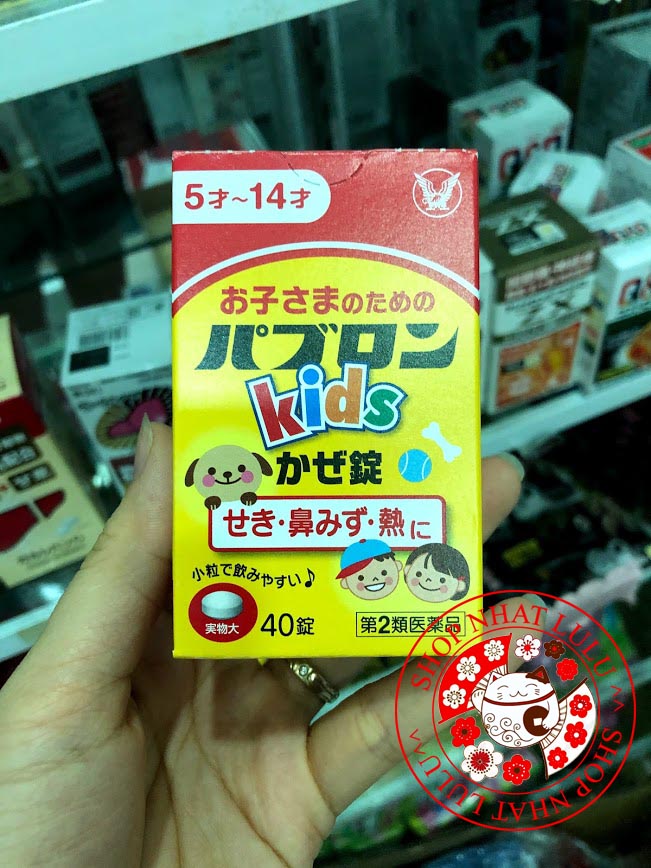 5才～14才
お子さまのための
パブロン
kids
かぜ錠
せき・鼻みず・熱に
小粒で飲みやすい♪
実物大
40錠
第2類医薬品
SHOP NHAT LULU
SHOP NHAT LULU